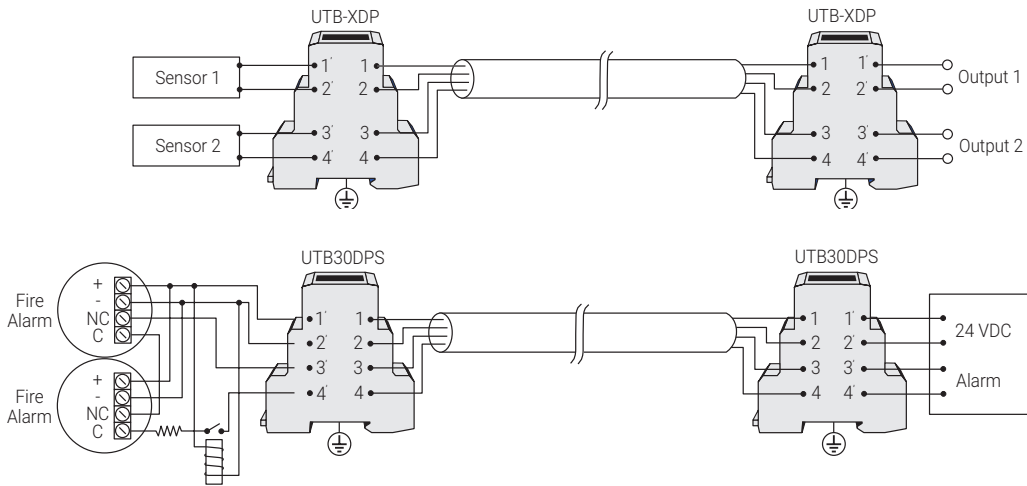 UTB-XDP
UTB-XDP
Sensor 1
1' 1
2' 2
Sensor 2
3' 3
4' 4
1 1'
2 2'
Output 1
3 3'
4 4'
Output 2
UTB30DPS
UTB30DPS
Fire
Alarm
+
-
NC
C
Fire
Alarm
+
-
NC
C
1' 1
2' 2
3' 3
4' 4
1 1'
2 2'
3 3'
4 4'
24 VDC
Alarm